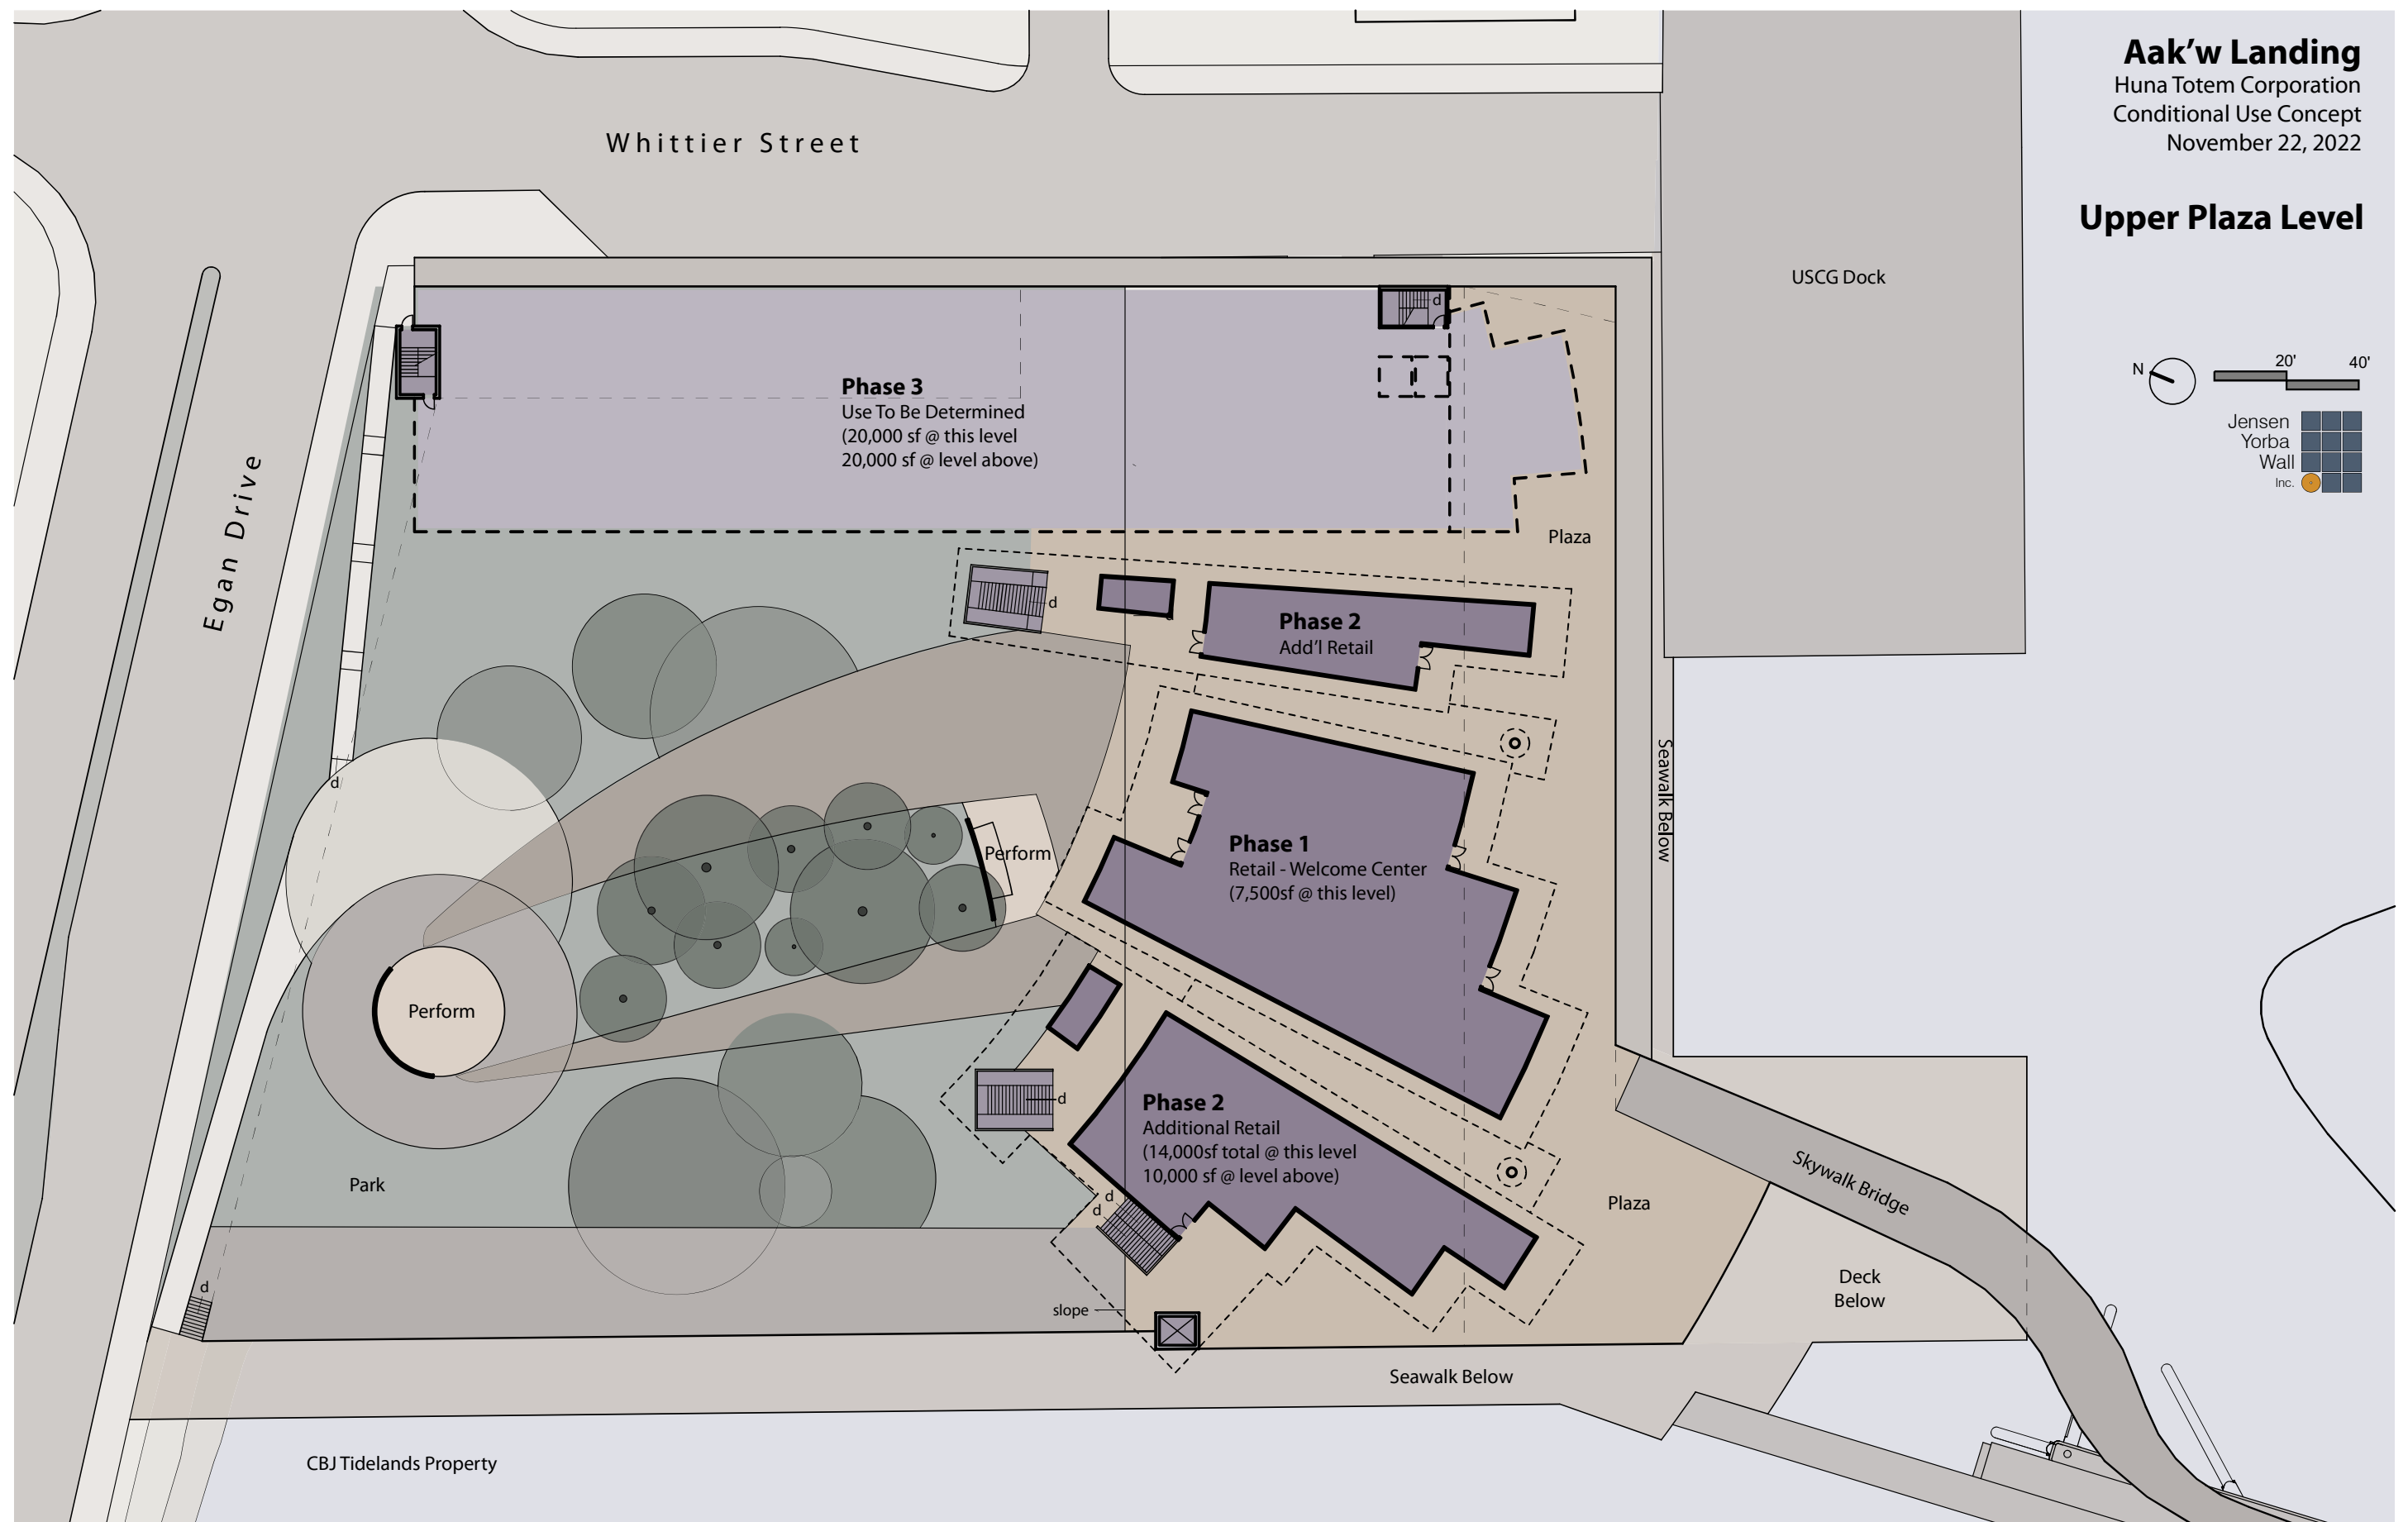 Aak’w Landing
Huna Totem Corporation
Conditional Use Concept
November 22, 2022
Upper Plaza Level
Whittier Street
USCG Dock
N
20'
40'
Jensen
Yorba
Wall
Inc.
Egan Drive
d
Phase 3
Use To Be Determined
(20,000 sf @ this level
20,000 sf @ level above)
Plaza
d
Phase 2
Add’l Retail
d
Seawalk Below
Perform
Phase 1
Retail - Welcome Center
(7,500sf @ this level)
Perform
d
Phase 2
Additional Retail
(14,000sf total @ this level
10,000 sf @ level above)
Park
d
d
Plaza
Skywalk Bridge
Deck
Below
d
slope
Seawalk Below
CBJ Tidelands Property